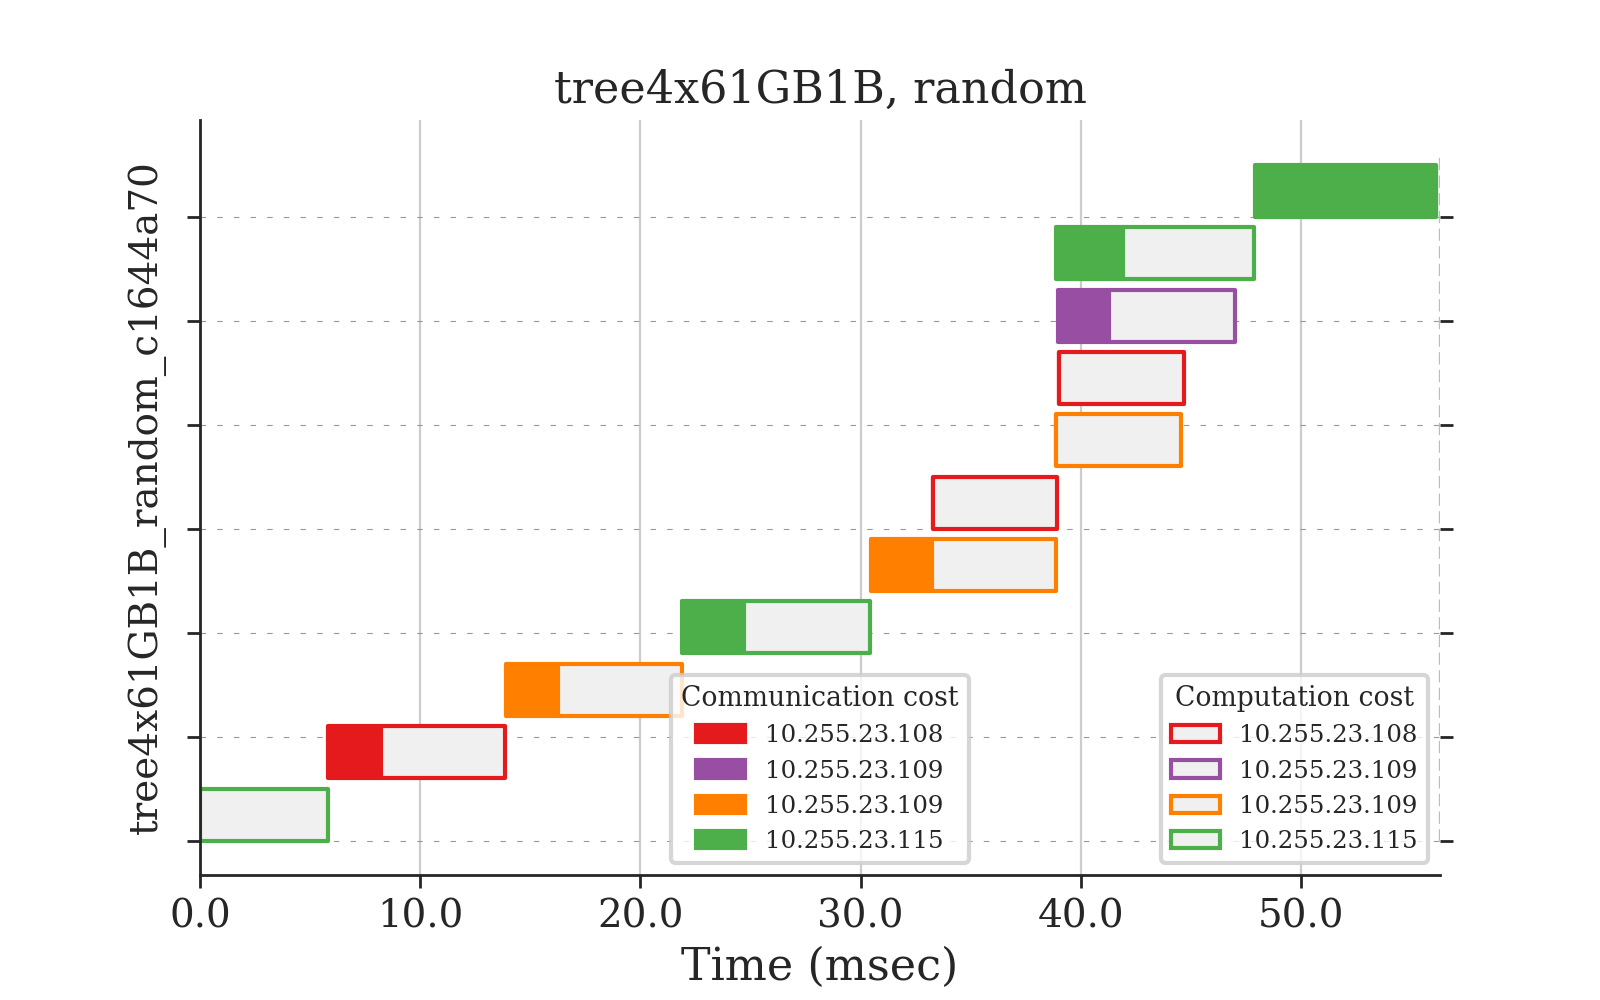 tree4x61GB1B, random
tree4x61GB1B_random_c1644a70
Communication cost
10.255.23.108
10.255.23.109
10.255.23.109
10.255.23.115
Computation cost
10.255.23.108
10.255.23.109
10.255.23.109
10.255.23.115
0.0 10.0 20.0 30.0 40.0 50.0
Time (msec)